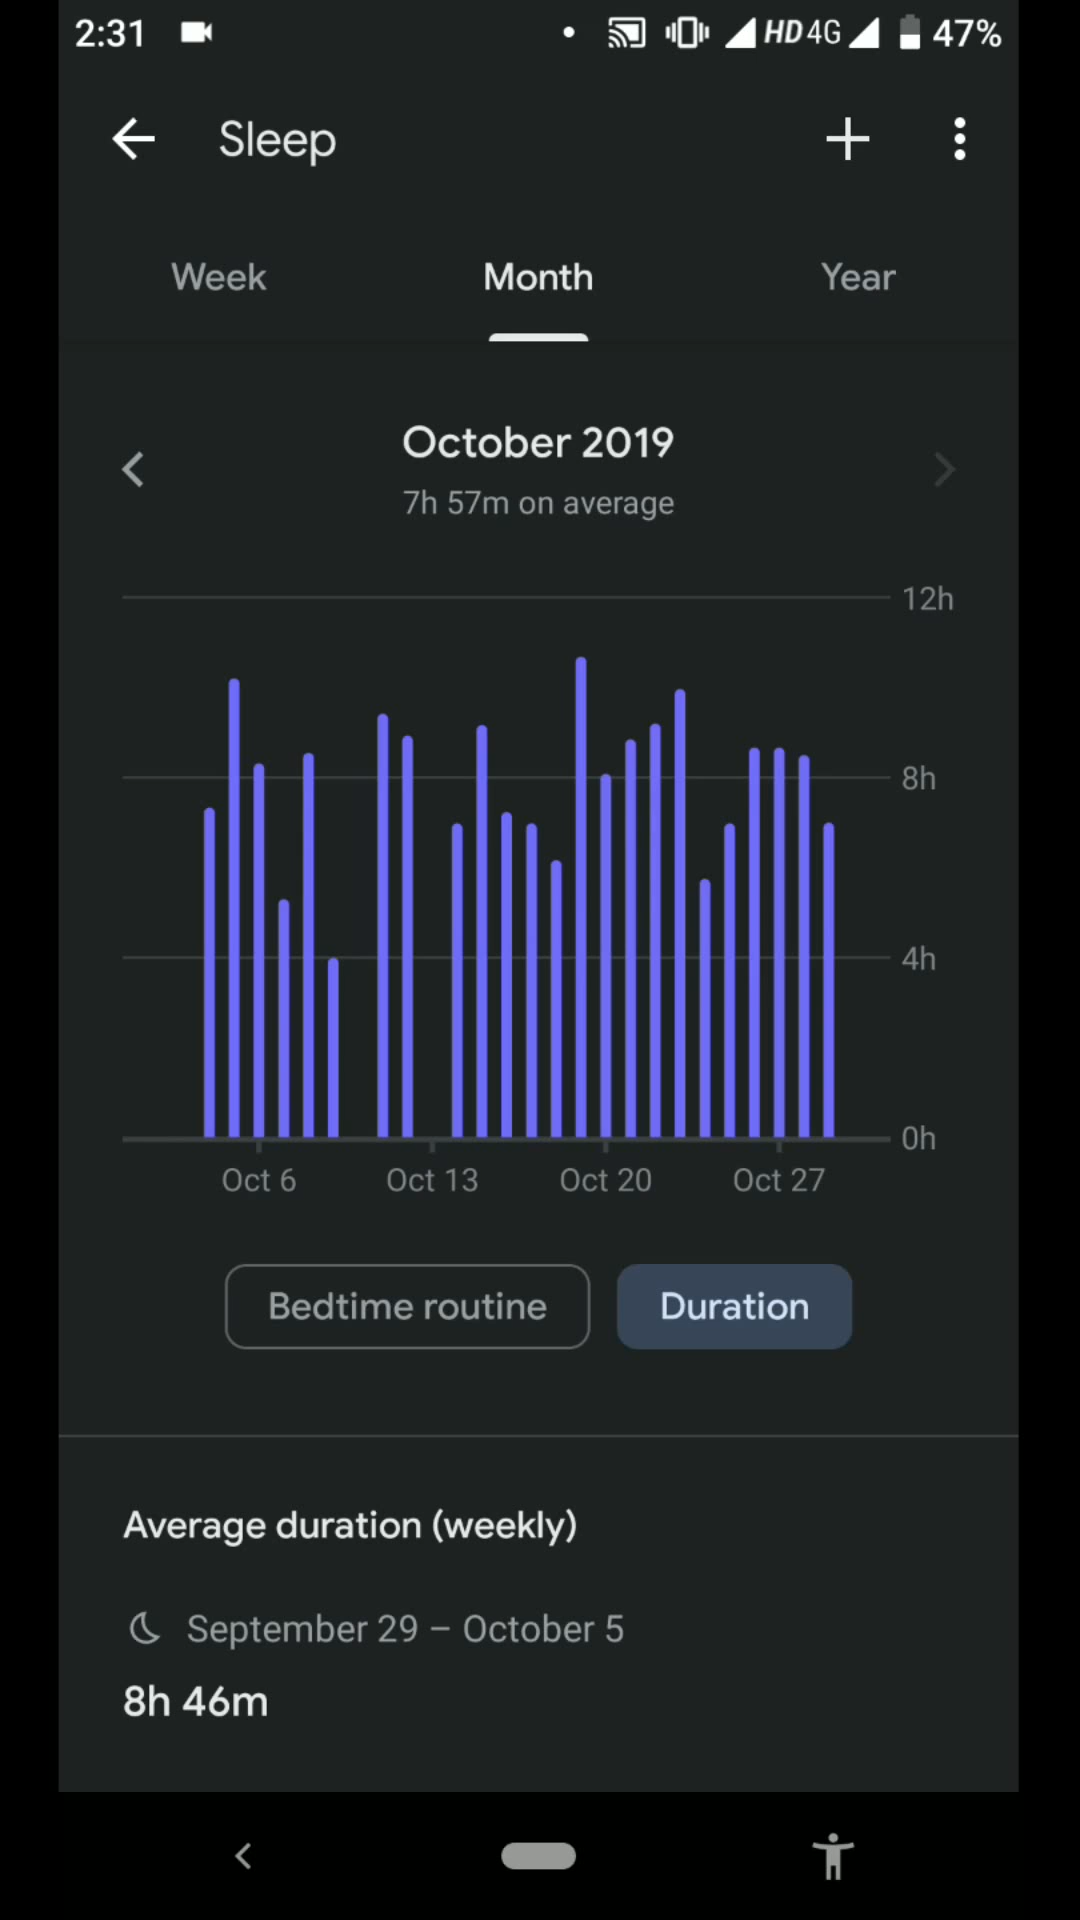 2:31 HD 4G 47%
Sleep
Week Month Year
October 2019
7h 57m on average
12h
8h
4h
0h
Oct 6 Oct 13 Oct 20 Oct 27
Bedtime routine Duration
Average duration (weekly)
September 29 – October 5
8h 46m